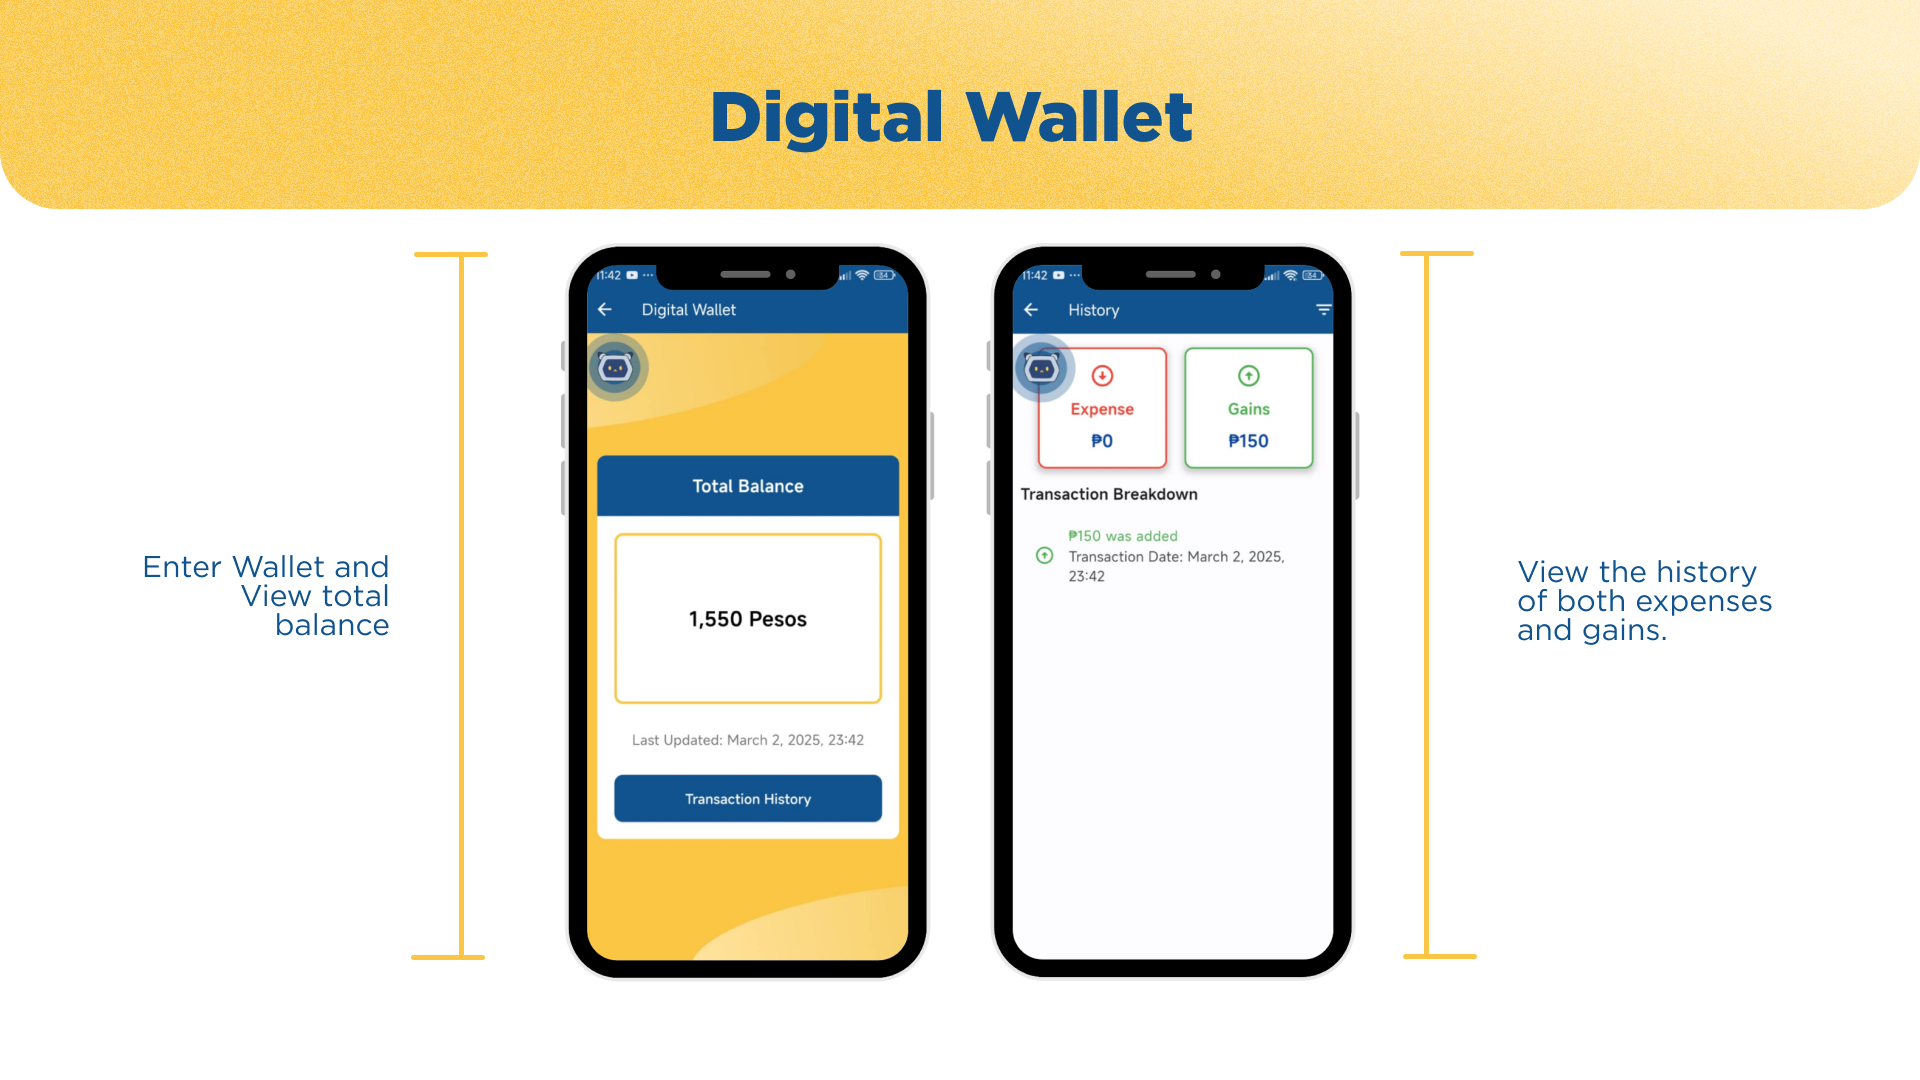 Digital Wallet
Enter Wallet and
View total
balance
11:42
54
Digital Wallet
Total Balance
1,550 Pesos
Last Updated: March 2, 2025, 23:42
Transaction History
11:42
54
History
Expense
₱0
Gains
₱150
Transaction Breakdown
₱150 was added
Transaction Date: March 2, 2025,
23:42
View the history
of both expenses
and gains.